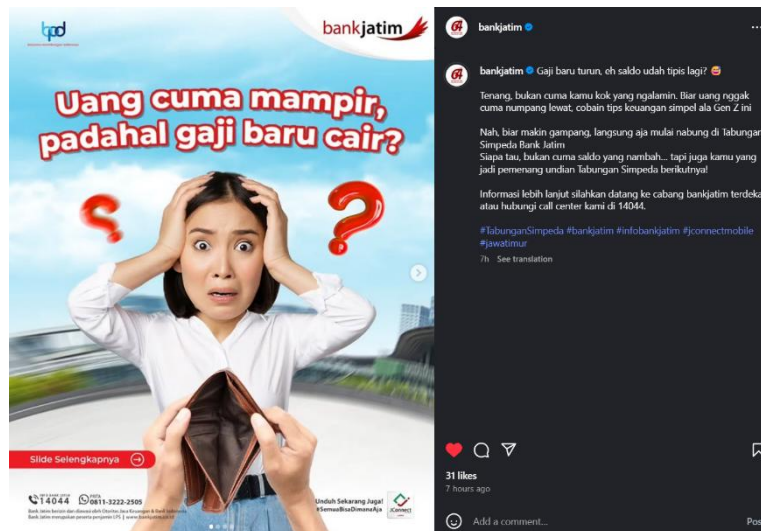 bpd
bankjatim
Uang cuma mampir,
padahal gaji baru cair?
Slide Selengkapnya
14044
0811-3222-2505
Unduh Sekarang Juga!
#SemuaBisaDimanaAja
JConnect
bankjatim
bankjatim Gaji baru turun, eh saldo udah tipis lagi? 😅
Tenang, bukan cuma kamu kok yang ngalamin. Biar uang nggak
cuma numpang lewat, cobain tips keuangan simpel ala Gen Z ini
Nah, biar makin gampang, langsung aja mulai nabung di Tabungan
Simpeda Bank Jatim
Siapa tau, bukan cuma saldo yang nambah... tapi juga kamu yang
jadi pemenang undian Tabungan Simpeda berikutnya!
Informasi lebih lanjut silahkan datang ke cabang bankjatim terdeka
atau hubungi call center kami di 14044.
#TabunganSimpeda #bankjatim #infobankjatim #jconnectmobile
#jawatimur
7h See translation
31 likes
7 hours ago
Add a comment...
Pos